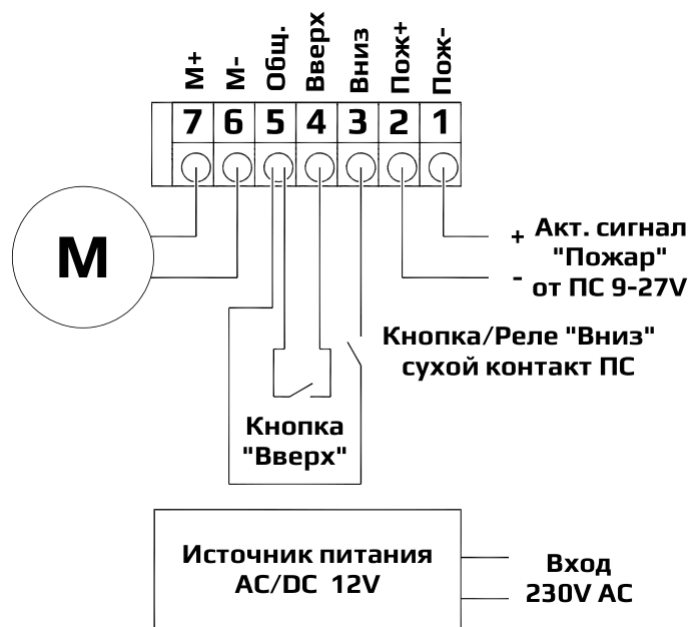 М+
М-
Общ.
Вверх
Вниз
Пож+
Пож-
7 6 5 4 3 2 1
М
+ Акт. сигнал
"Пожар"
- от ПС 9-27V
Кнопка/Реле "Вниз"
сухой контакт ПС
Кнопка
"Вверх"
Источник питания
AC/DC 12V
Вход
230V AC